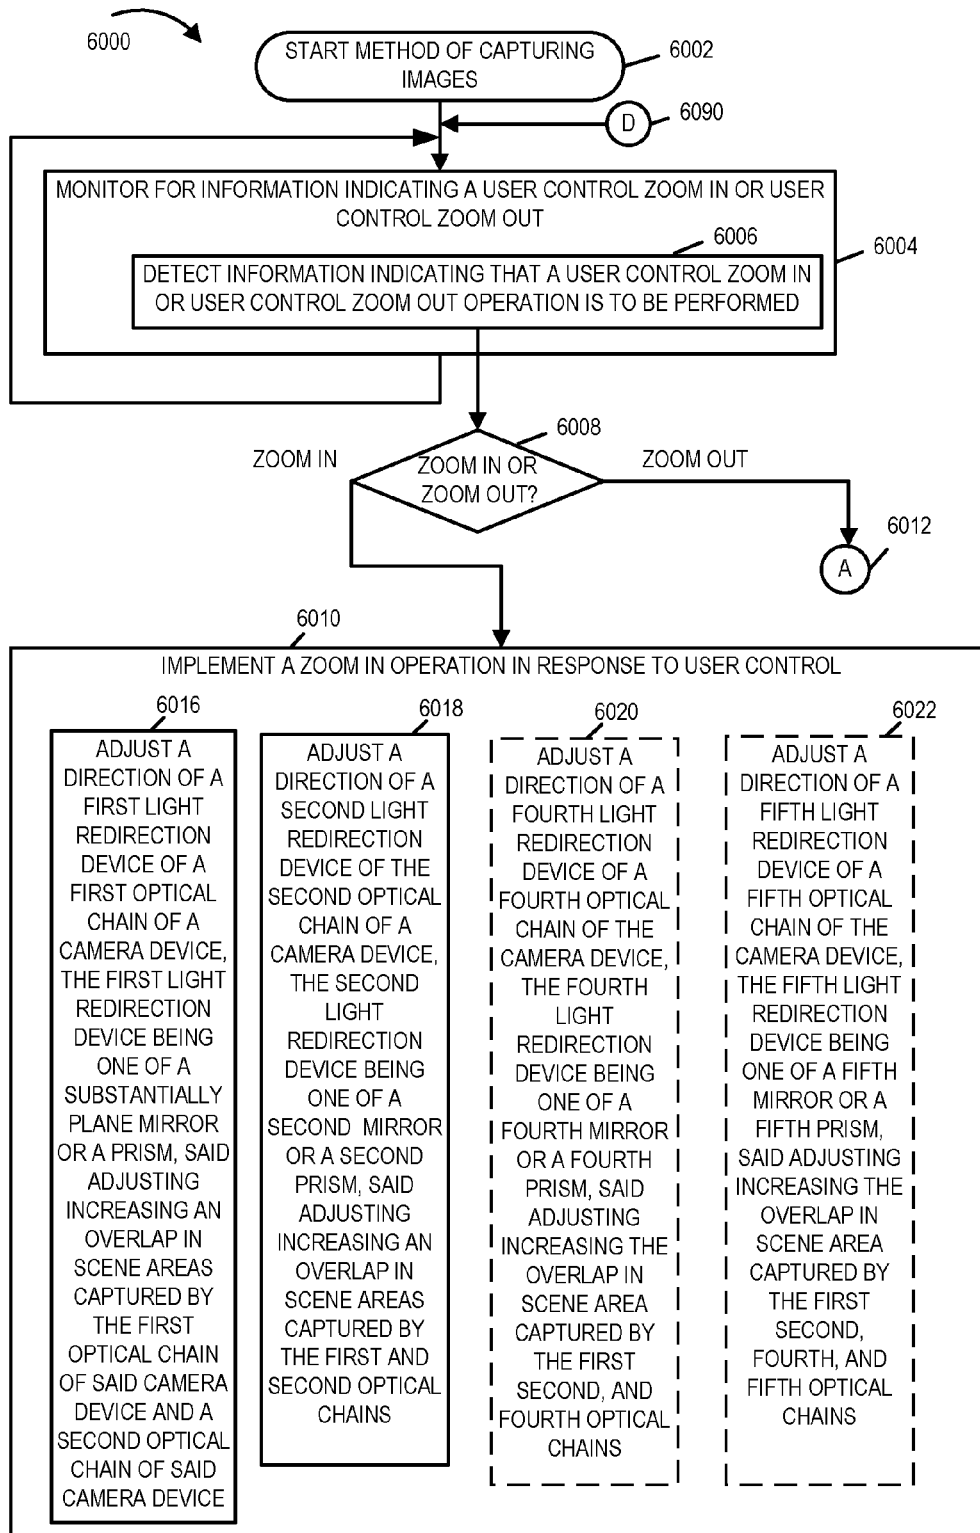 6000
START METHOD OF CAPTURING
IMAGES
6002
D
6090
MONITOR FOR INFORMATION INDICATING A USER CONTROL ZOOM IN OR USER
CONTROL ZOOM OUT
6004
6006
DETECT INFORMATION INDICATING THAT A USER CONTROL ZOOM IN
OR USER CONTROL ZOOM OUT OPERATION IS TO BE PERFORMED
6008
ZOOM IN
ZOOM IN OR
ZOOM OUT?
ZOOM OUT
6012
A
6010
IMPLEMENT A ZOOM IN OPERATION IN RESPONSE TO USER CONTROL
6016
ADJUST A
DIRECTION OF A
FIRST LIGHT
REDIRECTION
DEVICE OF A
FIRST OPTICAL
CHAIN OF A
CAMERA DEVICE,
THE FIRST LIGHT
REDIRECTION
DEVICE BEING
ONE OF A
SUBSTANTIALLY
PLANE MIRROR
OR A PRISM, SAID
ADJUSTING
INCREASING AN
OVERLAP IN
SCENE AREAS
CAPTURED BY
THE FIRST
OPTICAL CHAIN
OF SAID CAMERA
DEVICE AND A
SECOND OPTICAL
CHAIN OF SAID
CAMERA DEVICE
6018
ADJUST A
DIRECTION OF A
SECOND LIGHT
REDIRECTION
DEVICE OF THE
SECOND OPTICAL
CHAIN OF A
CAMERA DEVICE,
THE SECOND
LIGHT
REDIRECTION
DEVICE BEING
ONE OF A
SECOND MIRROR
OR A SECOND
PRISM, SAID
ADJUSTING
INCREASING AN
OVERLAP IN
SCENE AREAS
CAPTURED BY
THE FIRST AND
SECOND OPTICAL
CHAINS
6020
ADJUST A
DIRECTION OF A
FOURTH LIGHT
REDIRECTION
DEVICE OF A
FOURTH OPTICAL
CHAIN OF THE
CAMERA DEVICE,
THE FOURTH
LIGHT
REDIRECTION
DEVICE BEING
ONE OF A
FOURTH MIRROR
OR A FOURTH
PRISM, SAID
ADJUSTING
INCREASING THE
OVERLAP IN
SCENE AREA
CAPTURED BY
THE FIRST
SECOND, AND
FOURTH OPTICAL
CHAINS
6022
ADJUST A
DIRECTION OF A
FIFTH LIGHT
REDIRECTION
DEVICE OF A
FIFTH OPTICAL
CHAIN OF THE
CAMERA DEVICE,
THE FIFTH LIGHT
REDIRECTION
DEVICE BEING
ONE OF A FIFTH
MIRROR OR A
FIFTH PRISM,
SAID ADJUSTING
INCREASING THE
OVERLAP IN
SCENE AREA
CAPTURED BY
THE FIRST
SECOND,
FOURTH, AND
FIFTH OPTICAL
CHAINS